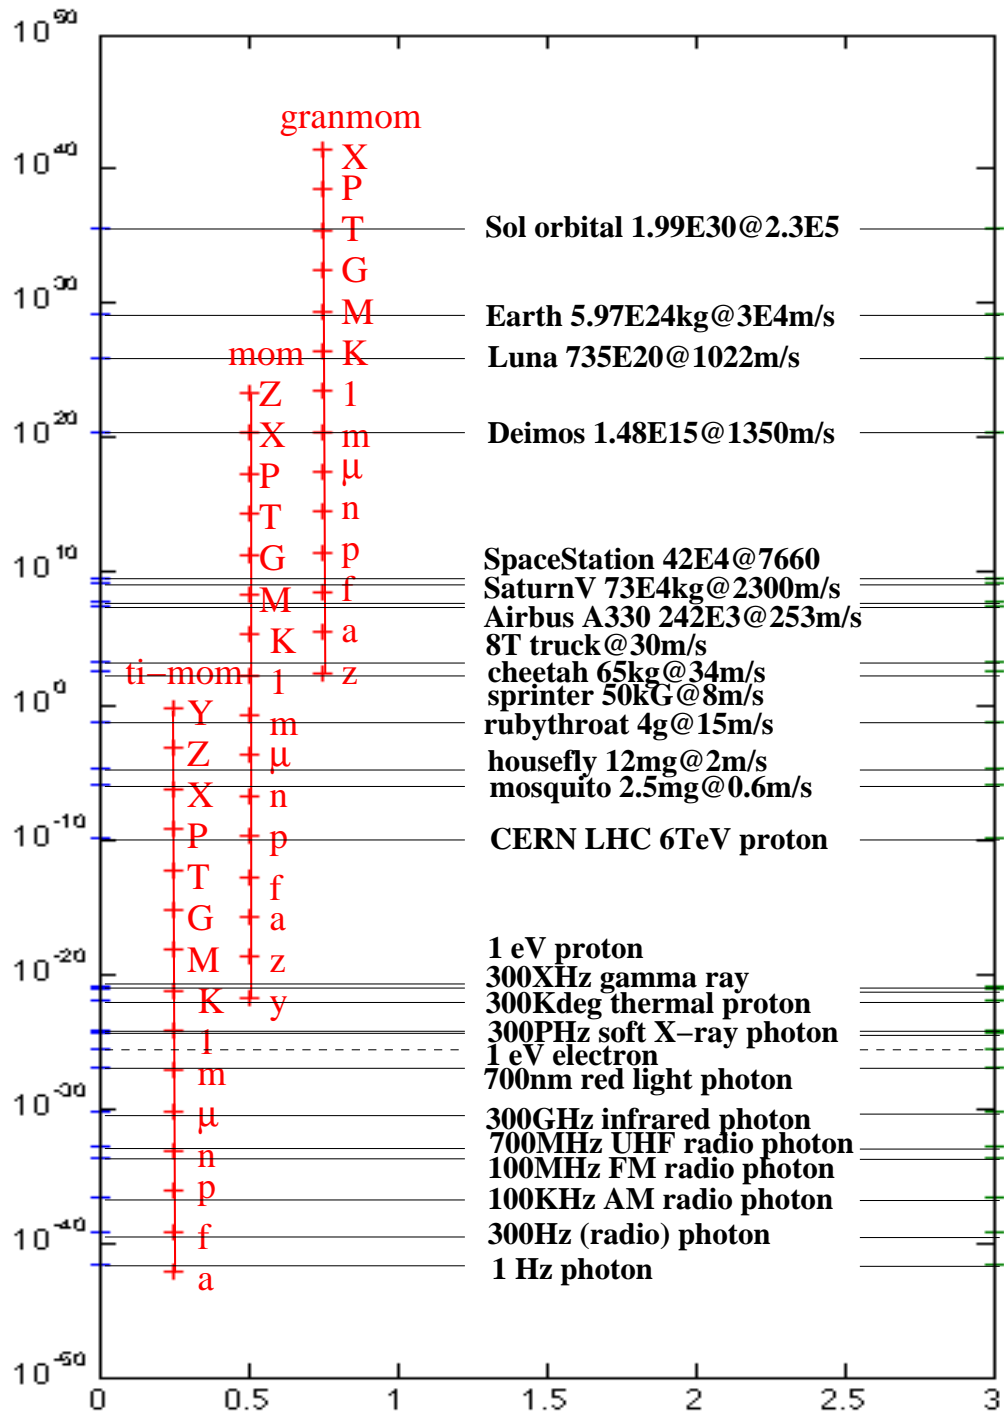 10^50
granmom
X
10^40
P
T
Sol orbital 1.99E30@2.3E5
G
10^30
M
Earth 5.97E24kg@3E4m/s
mom
K
Luna 735E20@1022m/s
Z
1
10^20
X
m
Deimos 1.48E15@1350m/s
P
μ
T
n
10^10
G
p
SpaceStation 42E4@7660
M
f
SaturnV 73E4kg@2300m/s
Airbus A330 242E3@253m/s
K
a
8T truck@30m/s
ti−mom
1
z
cheetah 65kg@34m/s
10^0
Y
sprinter 50kG@8m/s
m
rubythroat 4g@15m/s
Z
μ
housefly 12mg@2m/s
X
n
mosquito 2.5mg@0.6m/s
10^-10
P
p
CERN LHC 6TeV proton
T
f
G
a
10^-20
M
z
1 eV proton
300XHz gamma ray
K
y
300Kdeg thermal proton
1
300PHz soft X−ray photon
1 eV electron
m
700nm red light photon
10^-30
μ
300GHz infrared photon
n
700MHz UHF radio photon
100MHz FM radio photon
p
100KHz AM radio photon
10^-40
f
300Hz (radio) photon
a
1 Hz photon
10^-50
0 0.5 1 1.5 2 2.5 3